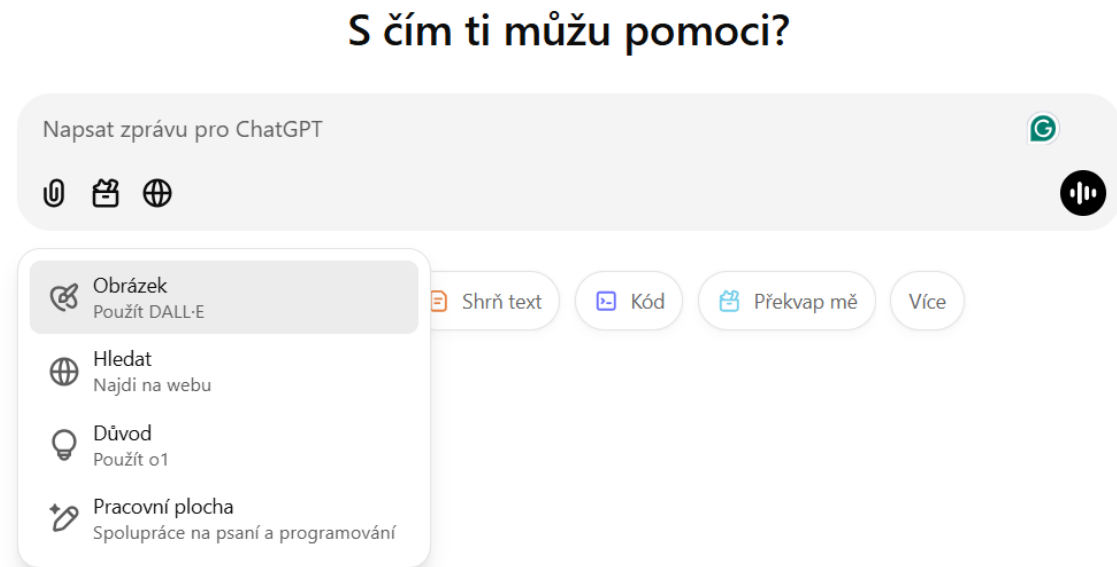 S čím ti můžu pomoci?
Napsat zprávu pro ChatGPT
Shrň text
Kód
Překvap mě
Více
Obrázek
Použít DALL·E
Hledat
Najdi na webu
Důvod
Použít o1
Pracovní plocha
Spolupráce na psaní a programování